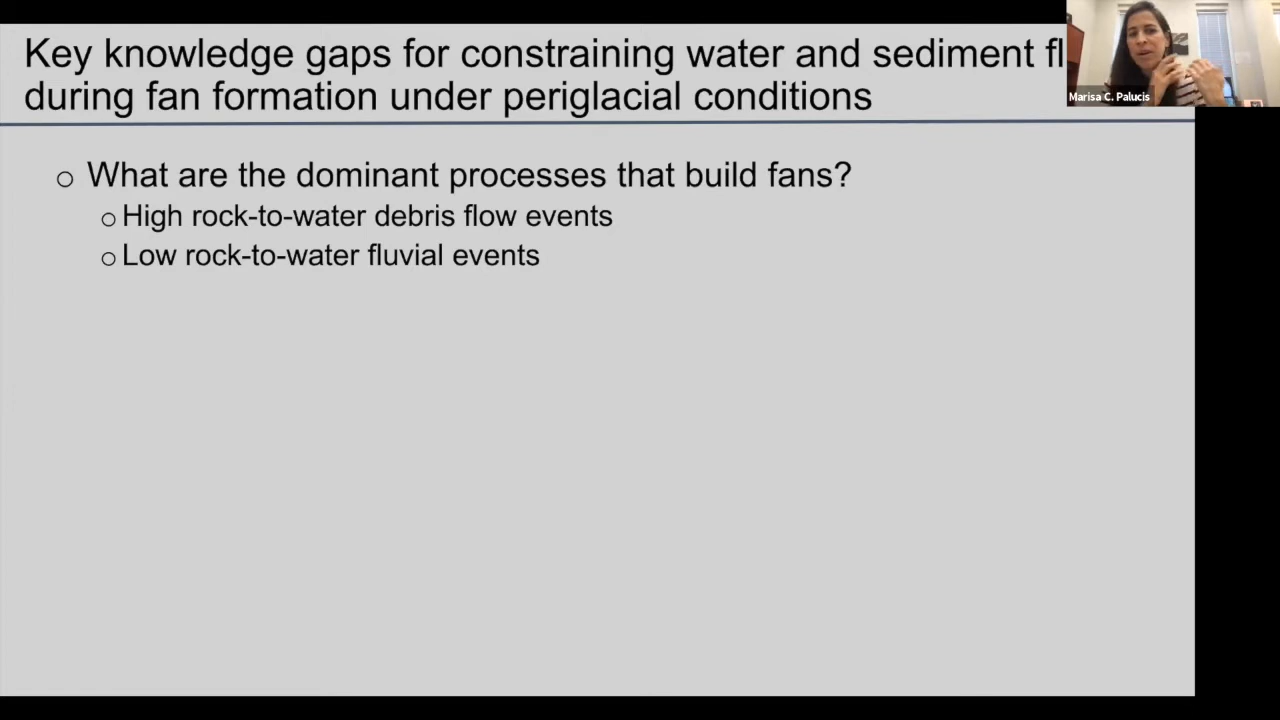 Key knowledge gaps for constraining water and sediment fl
during fan formation under periglacial conditions
Marisa C. Palucis
o What are the dominant processes that build fans?
o High rock-to-water debris flow events
o Low rock-to-water fluvial events